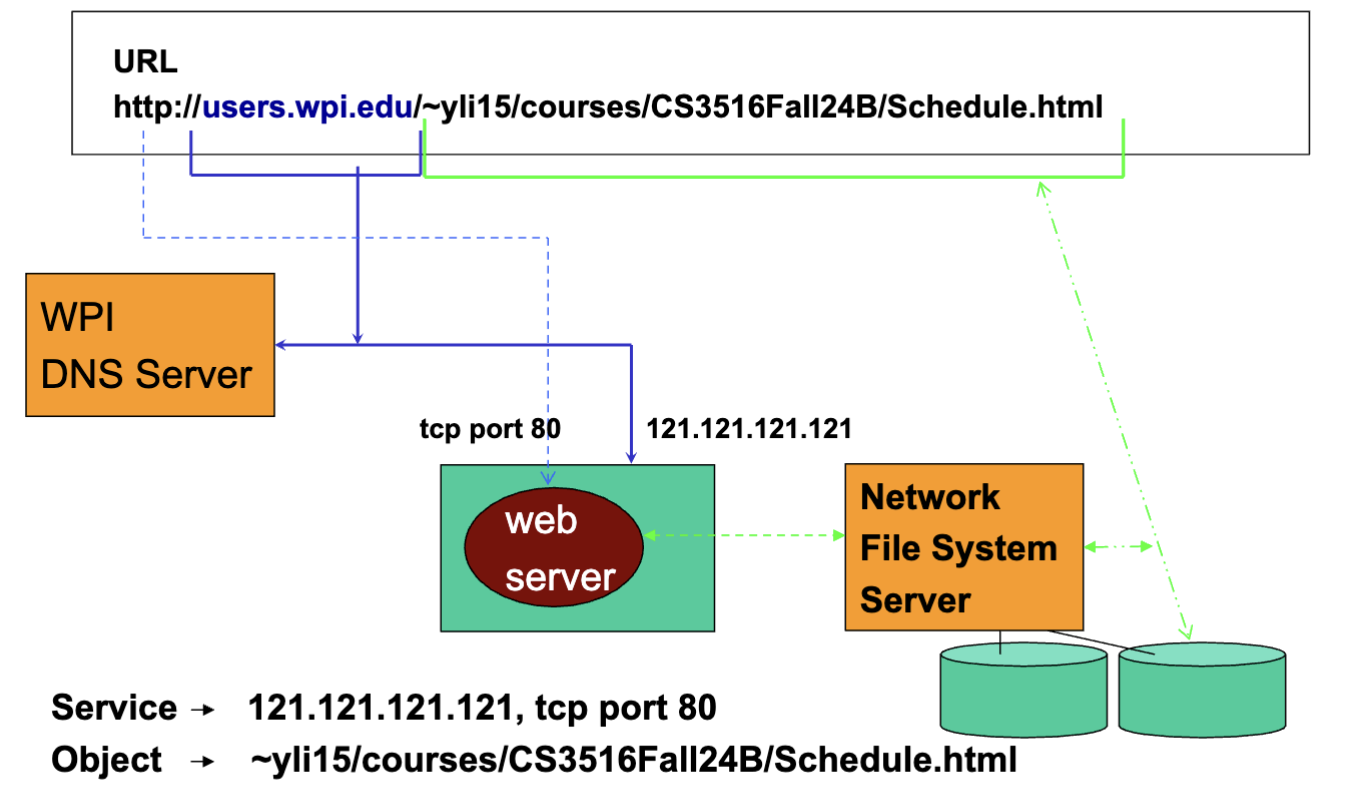 URL
http://users.wpi.edu/~yli15/courses/CS3516Fall24B/Schedule.html
WPI
DNS Server
tcp port 80
121.121.121.121
web
server
Network
File System
Server
Service → 121.121.121.121, tcp port 80
Object → ~yli15/courses/CS3516Fall24B/Schedule.html